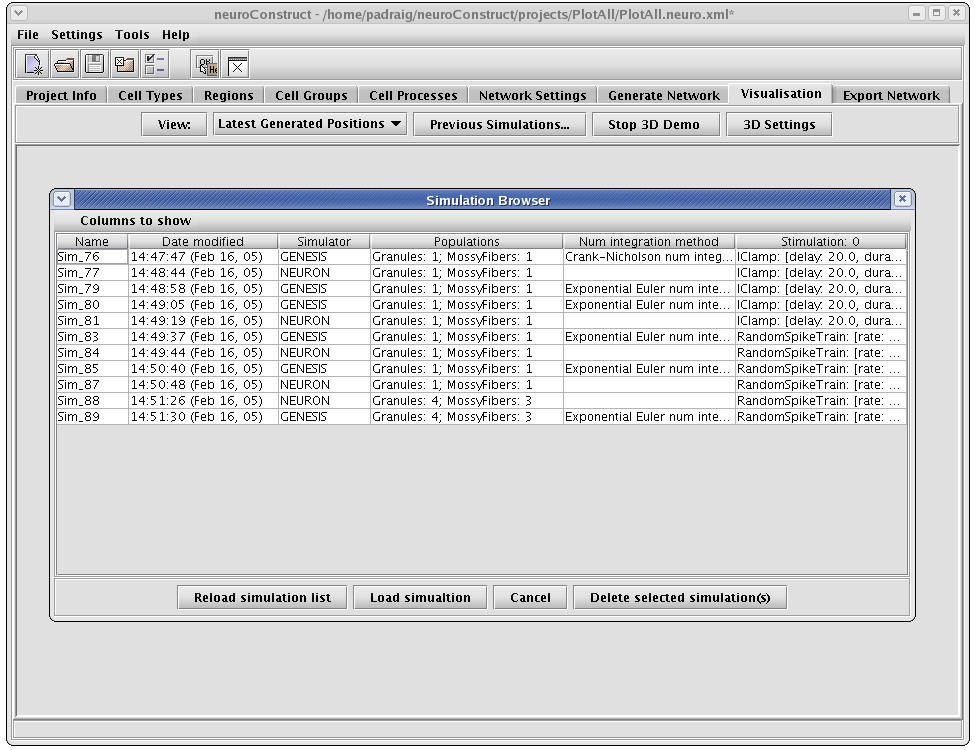 neuroConstruct - /home/padraig/neuroConstruct/projects/PlotAll/PlotAll.neuro.xml*
File Settings Tools Help
Project Info Cell Types Regions Cell Groups Cell Processes Network Settings Generate Network Visualisation Export Network
View: Latest Generated Positions Previous Simulations... Stop 3D Demo 3D Settings
Simulation Browser
Columns to show
Name Date modified Simulator Populations Num integration method Stimulation: 0
Sim_76 14:47:47 (Feb 16, 05) GENESIS Granules: 1; MossyFibers: 1 Crank-Nicholson num integ... IClamp: [delay: 20.0, dura...
Sim_77 14:48:44 (Feb 16, 05) NEURON Granules: 1; MossyFibers: 1 IClamp: [delay: 20.0, dura...
Sim_79 14:48:58 (Feb 16, 05) GENESIS Granules: 1; MossyFibers: 1 Exponential Euler num inte... IClamp: [delay: 20.0, dura...
Sim_80 14:49:05 (Feb 16, 05) GENESIS Granules: 1; MossyFibers: 1 Exponential Euler num inte... IClamp: [delay: 20.0, dura...
Sim_81 14:49:19 (Feb 16, 05) NEURON Granules: 1; MossyFibers: 1 IClamp: [delay: 20.0, dura...
Sim_83 14:49:37 (Feb 16, 05) GENESIS Granules: 1; MossyFibers: 1 Exponential Euler num inte... RandomSpikeTrain: [rate: ...
Sim_84 14:49:44 (Feb 16, 05) NEURON Granules: 1; MossyFibers: 1 RandomSpikeTrain: [rate: ...
Sim_85 14:50:40 (Feb 16, 05) GENESIS Granules: 1; MossyFibers: 1 Exponential Euler num inte... RandomSpikeTrain: [rate: ...
Sim_87 14:50:48 (Feb 16, 05) NEURON Granules: 1; MossyFibers: 1 RandomSpikeTrain: [rate: ...
Sim_88 14:51:26 (Feb 16, 05) NEURON Granules: 4; MossyFibers: 3 RandomSpikeTrain: [rate: ...
Sim_89 14:51:30 (Feb 16, 05) GENESIS Granules: 4; MossyFibers: 3 Exponential Euler num inte... RandomSpikeTrain: [rate: ...
Reload simulation list Load simualtion Cancel Delete selected simulation(s)